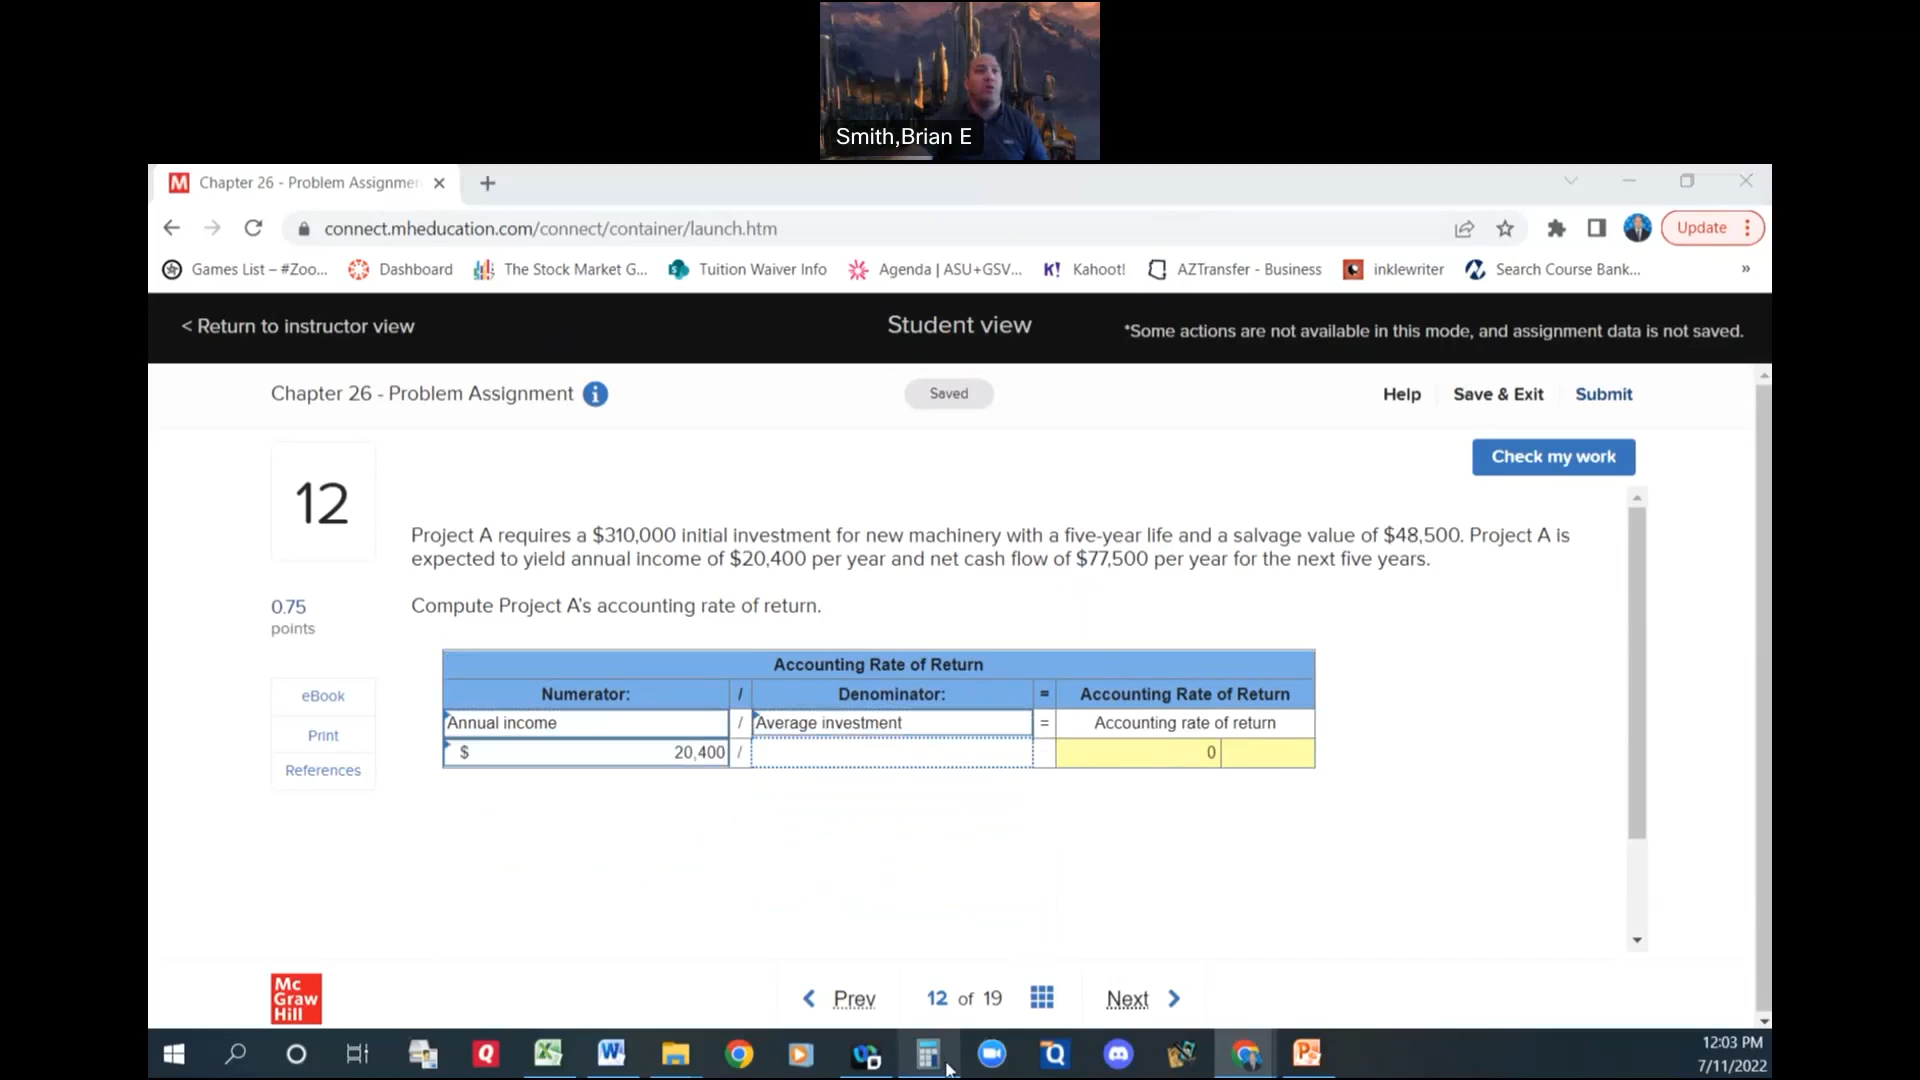 Smith,Brian E
Chapter 26 - Problem Assignmen
connect.mheducation.com/connect/container/launch.htm
Update
Games List – #Zoo...
Dashboard
The Stock Market G...
Tuition Waiver Info
Agenda | ASU+GSV...
K! Kahoot!
AZTransfer - Business
inklewriter
Search Course Bank...
»
< Return to instructor view
Student view
*Some actions are not available in this mode, and assignment data is not saved.
Chapter 26 - Problem Assignment i
Saved
Help
Save & Exit
Submit
Check my work
12
0.75
points
eBook
Print
References
Project A requires a $310,000 initial investment for new machinery with a five-year life and a salvage value of $48,500. Project A is
expected to yield annual income of $20,400 per year and net cash flow of $77,500 per year for the next five years.
Compute Project A's accounting rate of return.
Accounting Rate of Return
Numerator: / Denominator: = Accounting Rate of Return
Annual income / Average investment = Accounting rate of return
$ 20,400 / 0
Mc
Graw
Hill
Prev
12 of 19
Next
12:03 PM
7/11/2022